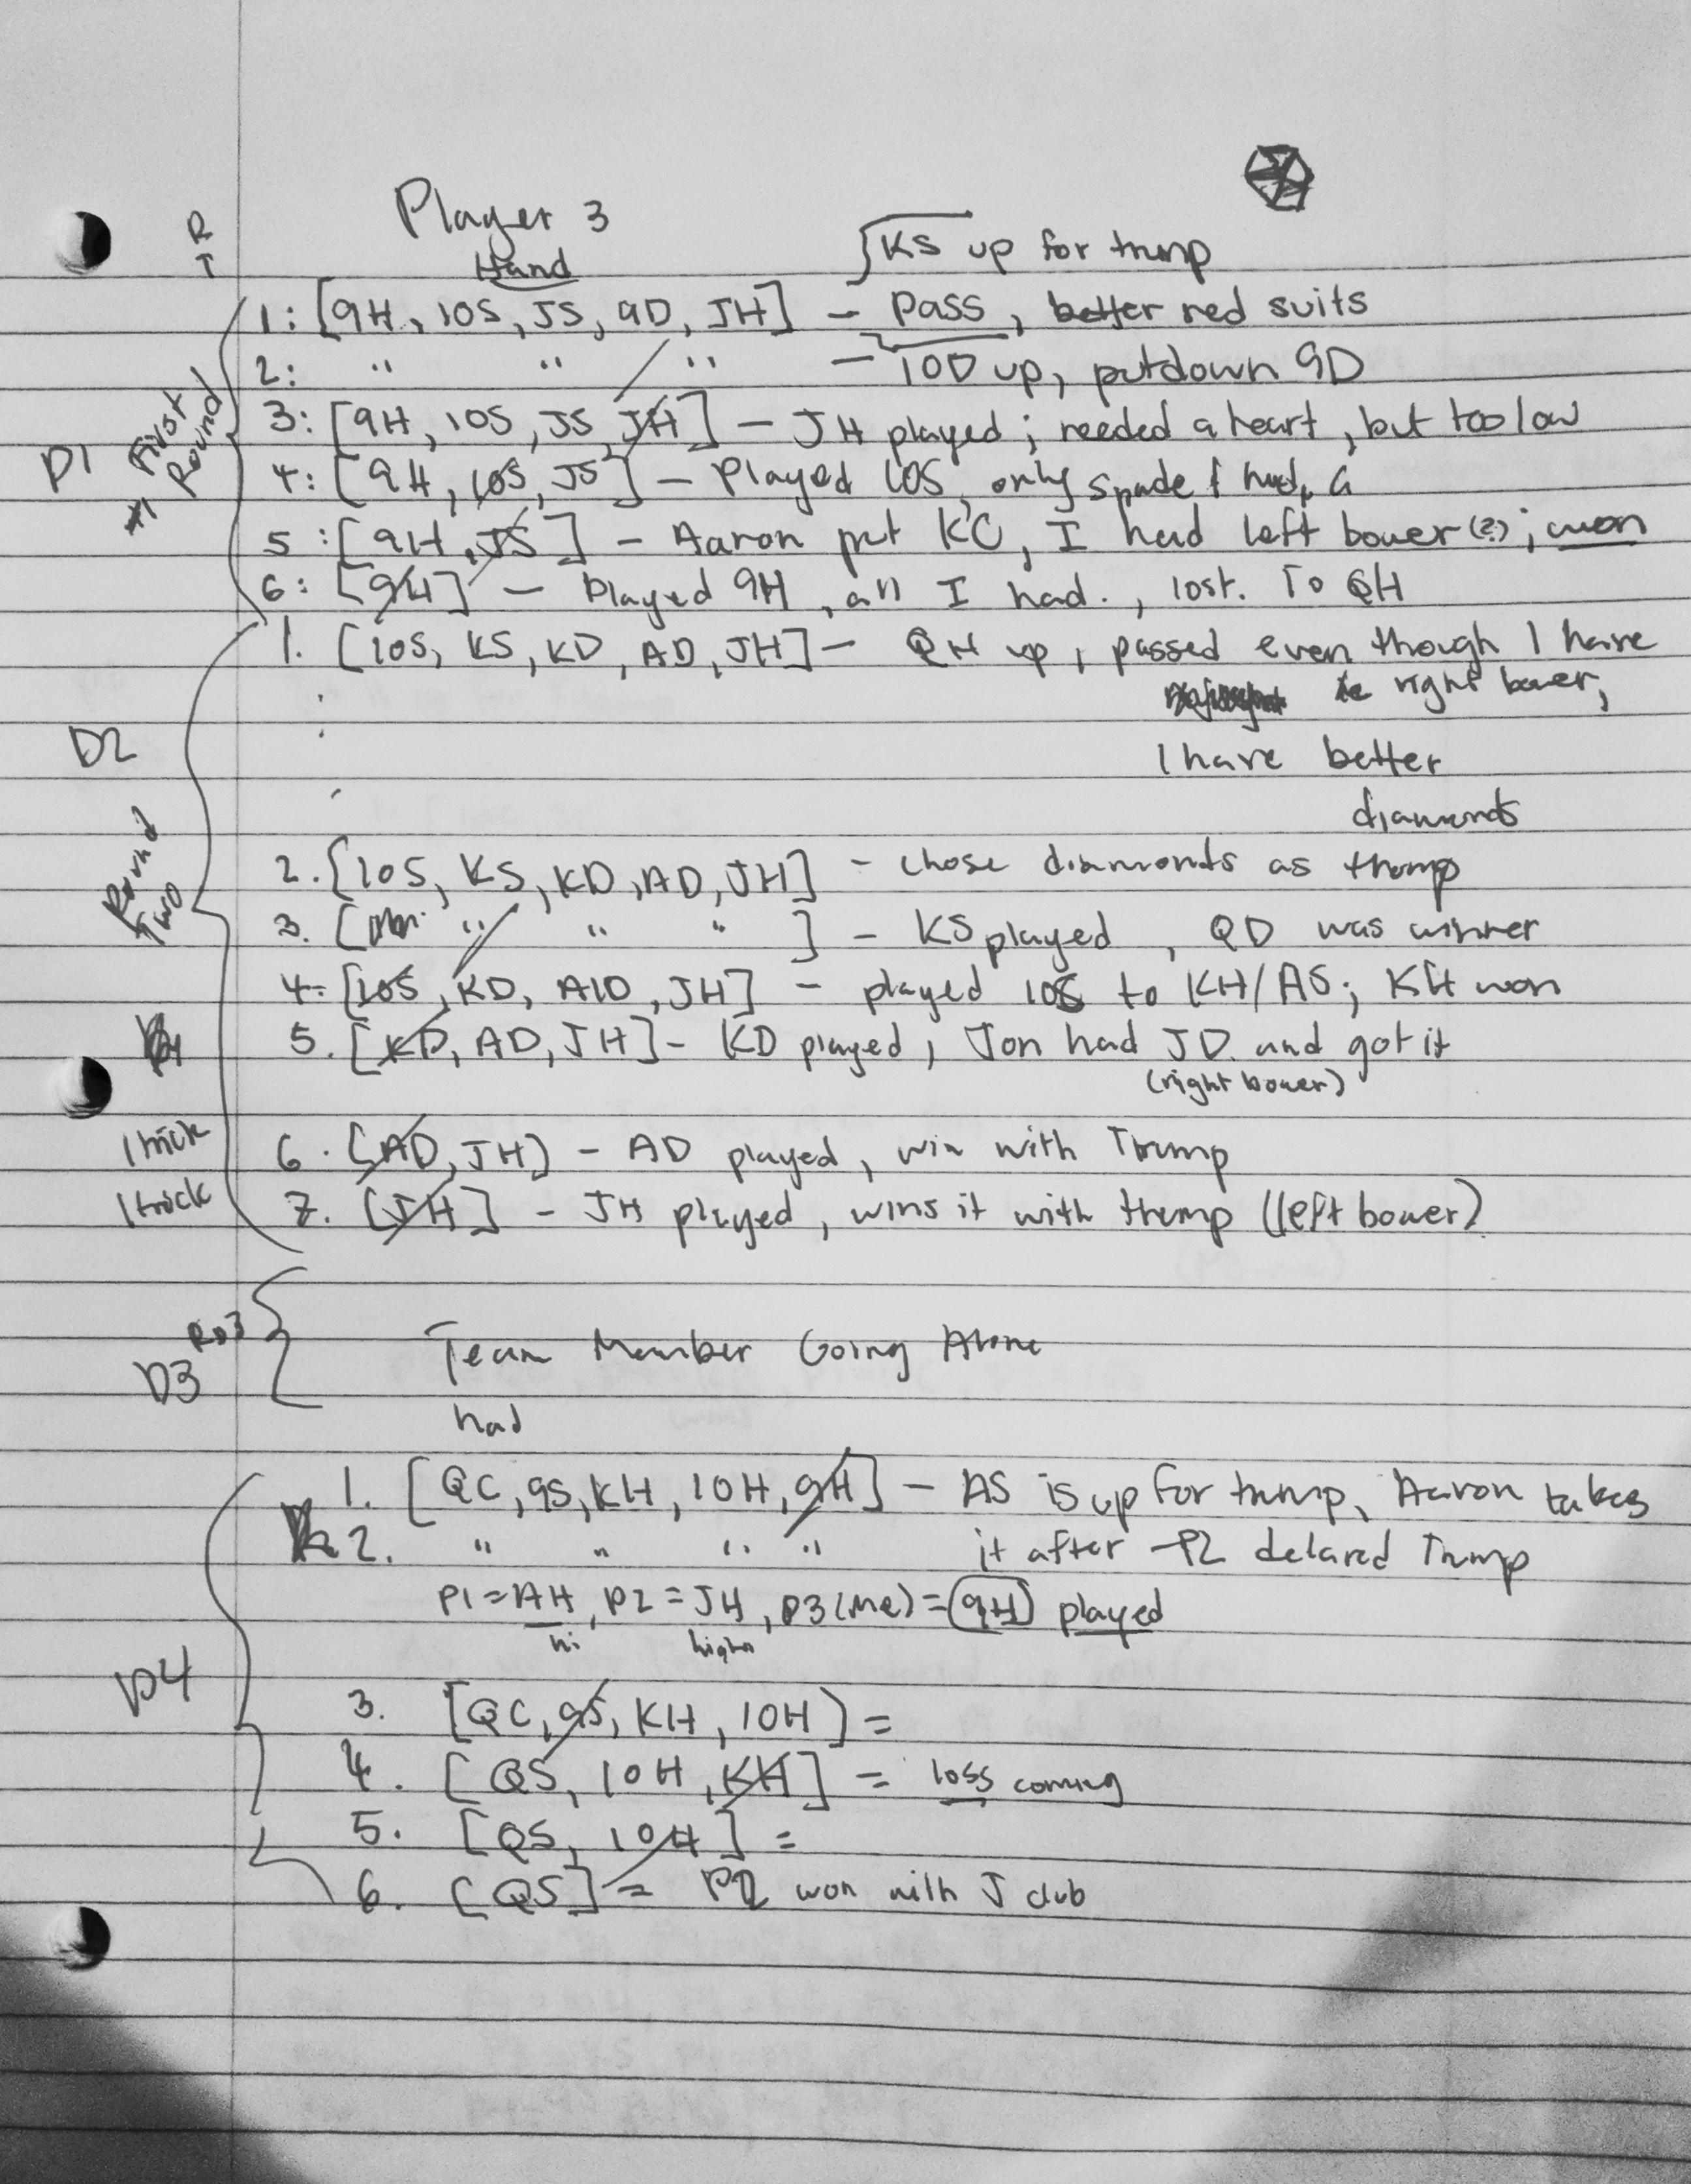 Player 3
R
T
Hand
KS up for trump
1: [9H, 10S, JS, 9D, JH] - Pass, better red suits
2: " " " - 10D up, putdown 9D
D1
First Round
#1
3: [9H, 10S, JS, JH] - JH played; needed a heart, but too low
4: [9H, 10S, JS] - Played 10S, only spade I had, a
5: [9H, JS] - Aaron put KC, I had left bower (?); won
6: [9H] - Played 9H, all I had., lost. To QH
1. [10S, KS, KD, AD, JH] - QH up, passed even though I have
right bower,
D2
I have better
diamonds
Round Two
2. [10S, KS, KD, AD, JH] - chose diamonds as trump
3. [ " " " ] - KS played, QD was winner
4. [10S, KD, AD, JH] - played 10S to KH/AS; KH won
5. [KD, AD, JH] - KD played, Jon had JD and got it
(right bower)
1 trick 6. [AD, JH] - AD played, win with Trump
1 trick 7. [JH] - JH played, wins it with trump (left bower)
Rd3
D3
Team Member Going Alone
had
1. [QC, 9S, KH, 10H, 9H] - AS is up for trump, Aaron takes
2. " " " " it after P2 delared Trump
P1 = AH, P2 = JH, P3 (Me) = 9H played
hi higher
D4
3. [QC, 9S, KH, 10H] =
4. [QS, 10H, KH] = loss coming
5. [QS, 10H] =
6. [QS] = P2 won with J club